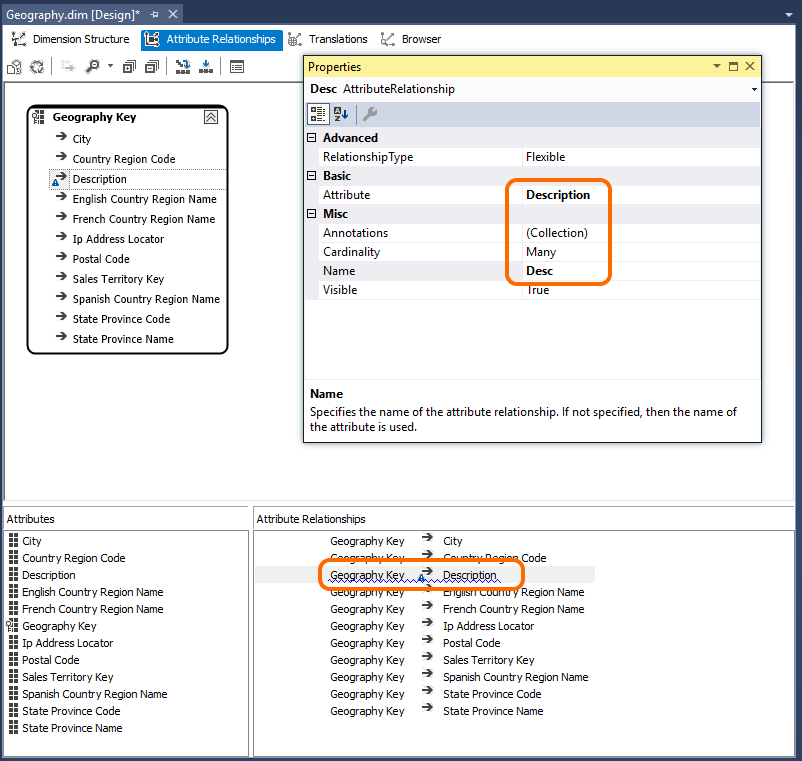 Geography.dim [Design]*
Dimension Structure
Attribute Relationships
Translations
Browser
Properties
Desc AttributeRelationship
Advanced
RelationshipType Flexible
Basic
Attribute Description
Misc
Annotations (Collection)
Cardinality Many
Name Desc
Visible True
Name
Specifies the name of the attribute relationship. If not specified, then the name of
the attribute is used.
Geography Key
City
Country Region Code
Description
English Country Region Name
French Country Region Name
Ip Address Locator
Postal Code
Sales Territory Key
Spanish Country Region Name
State Province Code
State Province Name
Attributes
City
Country Region Code
Description
English Country Region Name
French Country Region Name
Geography Key
Ip Address Locator
Postal Code
Sales Territory Key
Spanish Country Region Name
State Province Code
State Province Name
Attribute Relationships
Geography Key City
Geography Key Country Region Code
Geography Key Description
Geography Key English Country Region Name
Geography Key French Country Region Name
Geography Key Ip Address Locator
Geography Key Postal Code
Geography Key Sales Territory Key
Geography Key Spanish Country Region Name
Geography Key State Province Code
Geography Key State Province Name